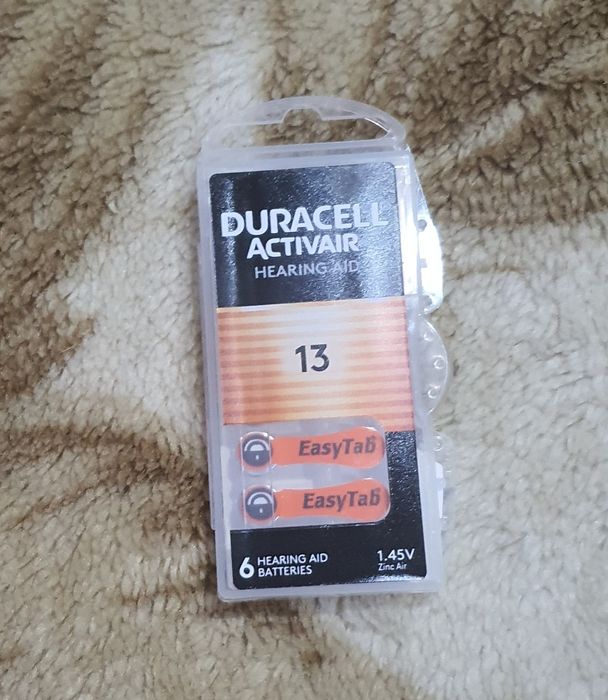 DURACELL
ACTIVAIR
HEARING AID
13
EasyTab
EasyTab
6 HEARING AID
BATTERIES
1.45V
Zinc Air